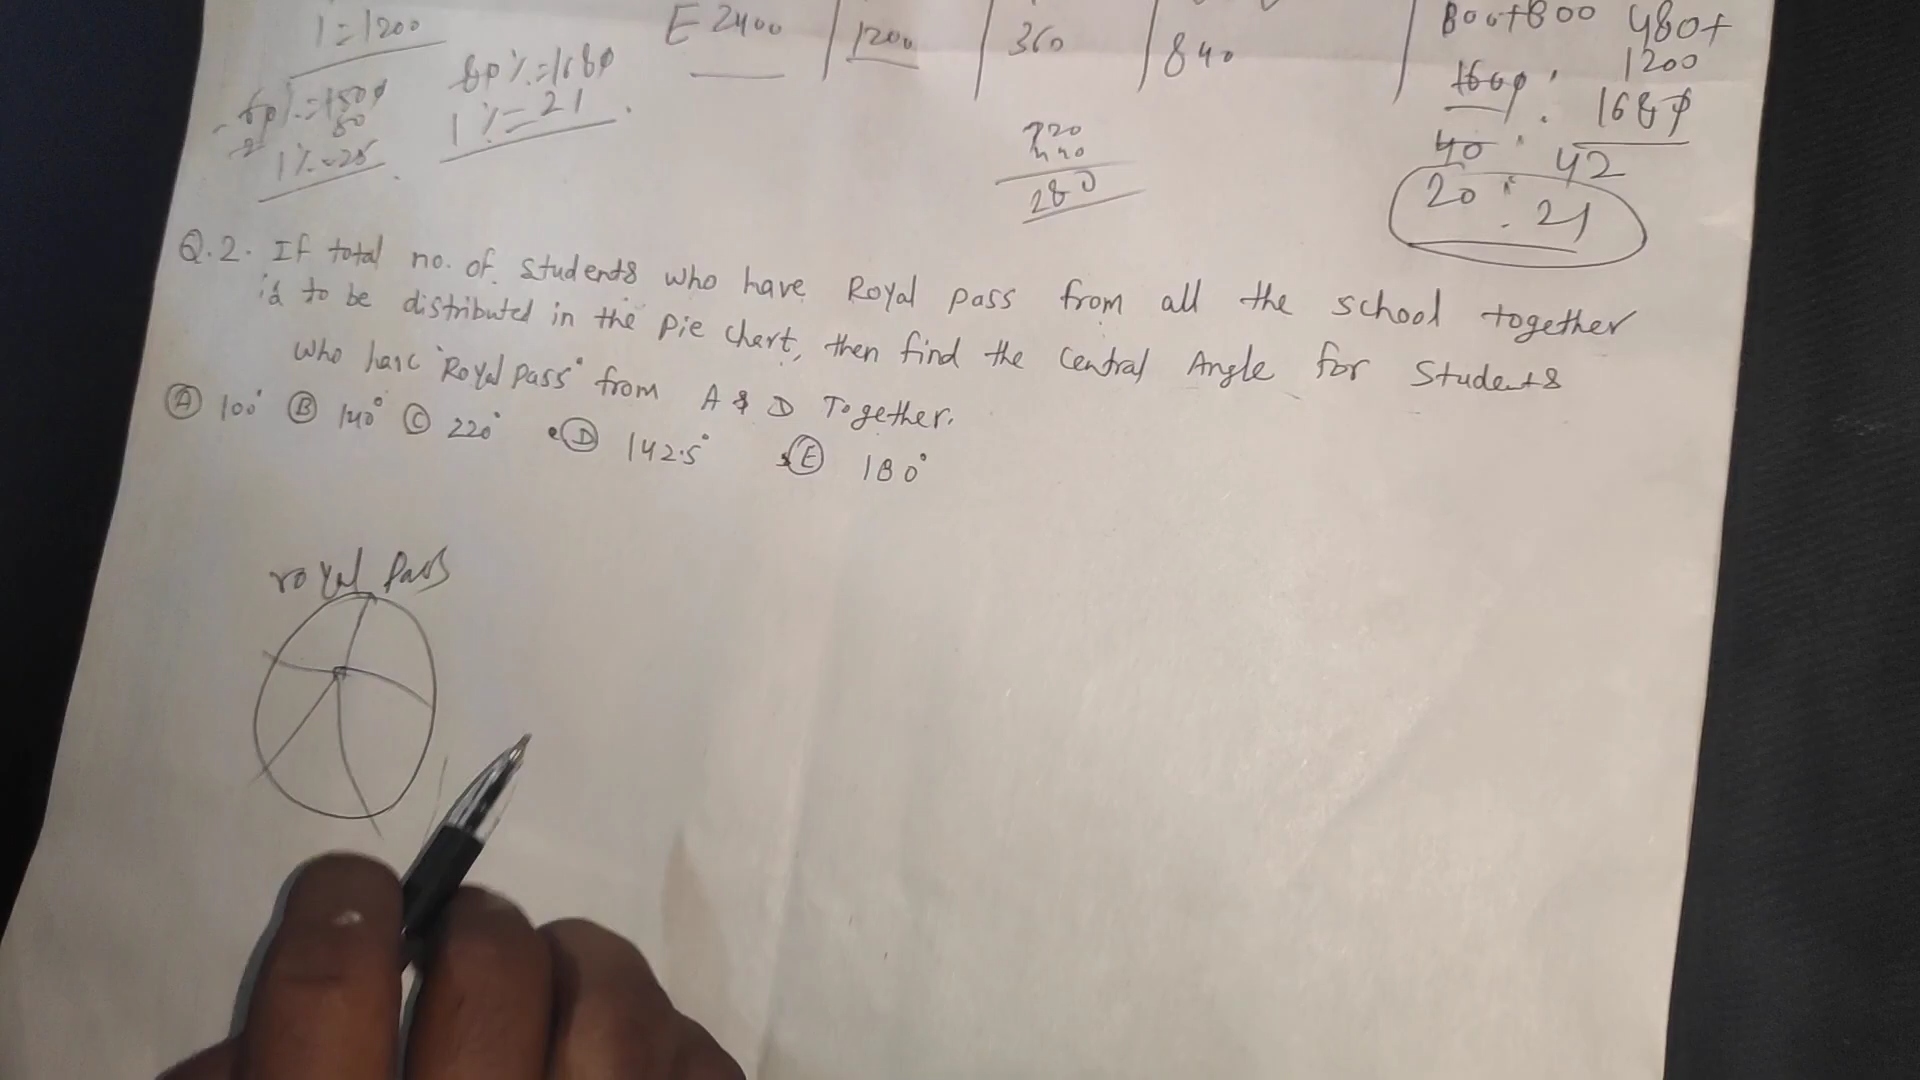 1 = 1200
E 2400 | 1200 | 360 | 840
800+800 480+
1200
1600 : 1680
40 : 42
20 : 21
80% = 1680
1% = 21
1% = 25
720
440
280
Q.2. If total no. of students who have Royal pass from all the school together
is to be distributed in the pie chart, then find the Central Angle for Students
who have "Royal pass" from A & D Together.
(A) 100° (B) 140° (C) 220° (D) 142.5° (E) 180°
royal Pass